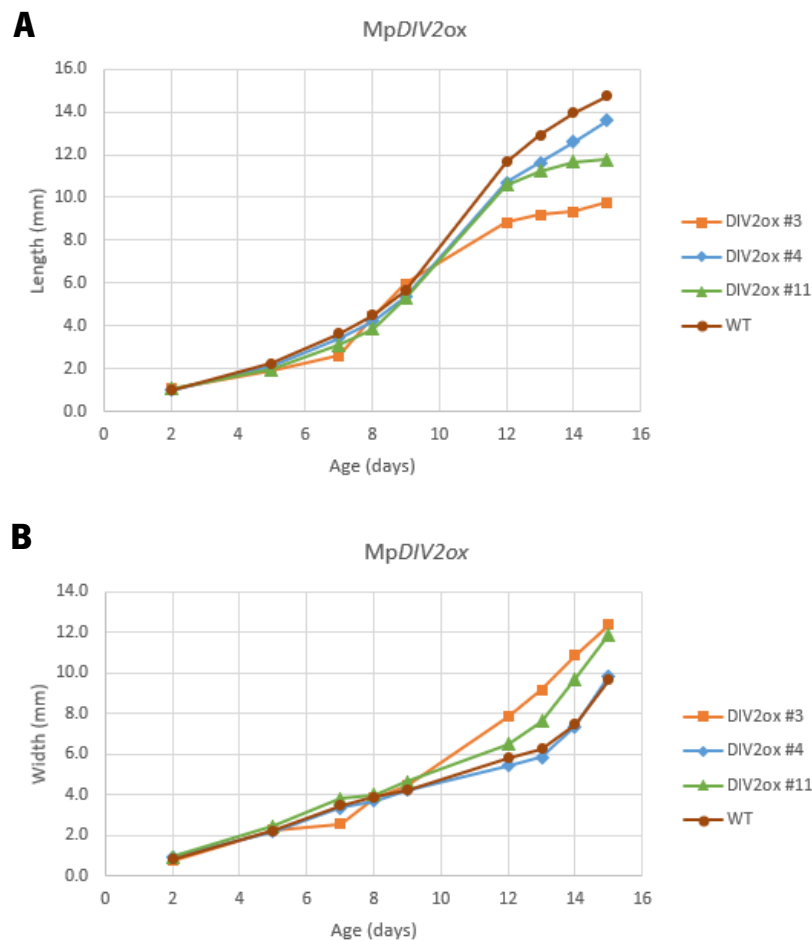 A
MpDIV2ox
16.0
14.0
12.0
10.0
8.0
6.0
4.0
2.0
0.0
Length (mm)
0 2 4 6 8 10 12 14 16
Age (days)
DIV2ox #3
DIV2ox #4
DIV2ox #11
WT
B
MpDIV2ox
14.0
12.0
10.0
8.0
6.0
4.0
2.0
0.0
Width (mm)
0 2 4 6 8 10 12 14 16
Age (days)
DIV2ox #3
DIV2ox #4
DIV2ox #11
WT